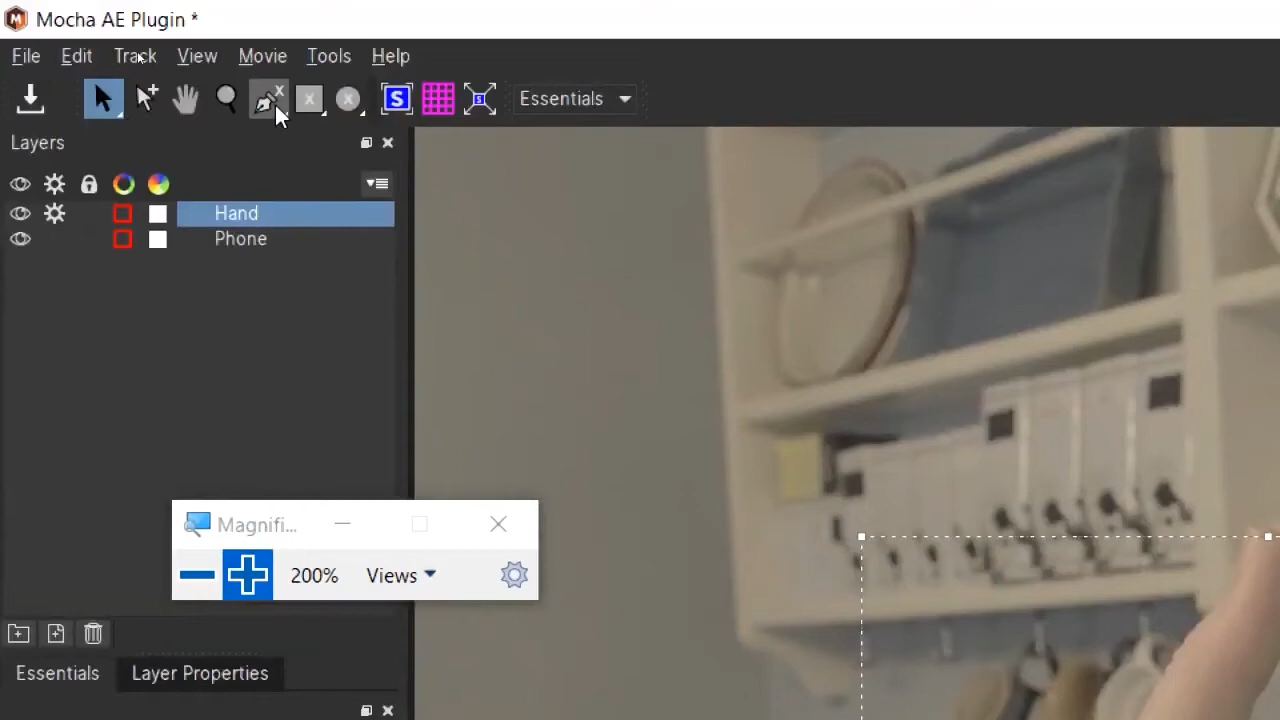 Mocha AE Plugin *
File Edit Track View Movie Tools Help
S S Essentials
Layers
Hand
Phone
Magnifi...
200% Views
Essentials Layer Properties